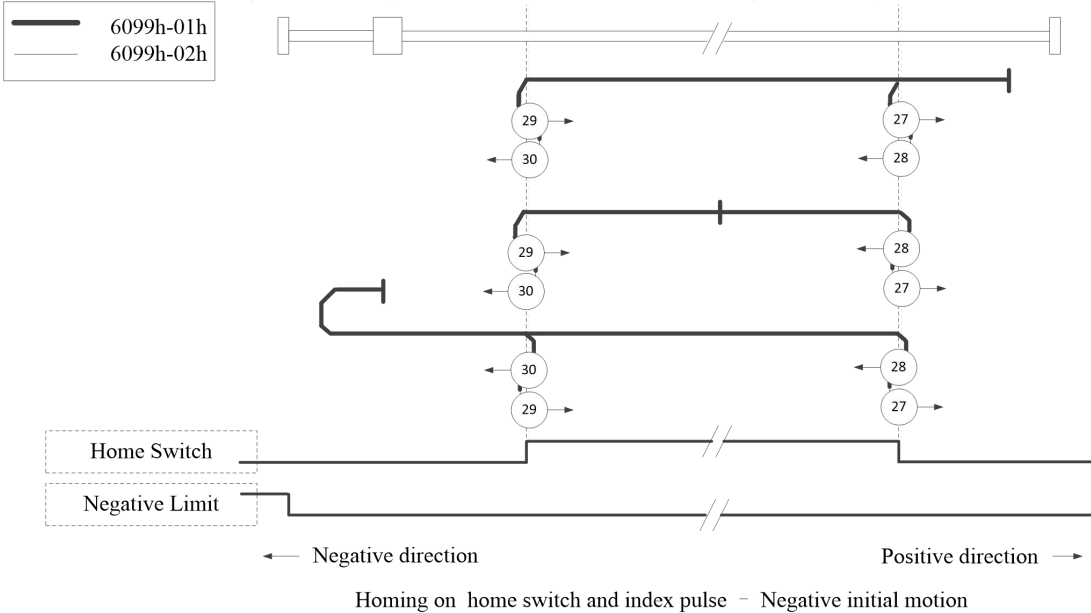 6099h-01h
6099h-02h
29
27
30
28
29
28
30
27
30
28
29
27
Home Switch
Negative Limit
Negative direction
Positive direction
Homing on home switch and index pulse - Negative initial motion